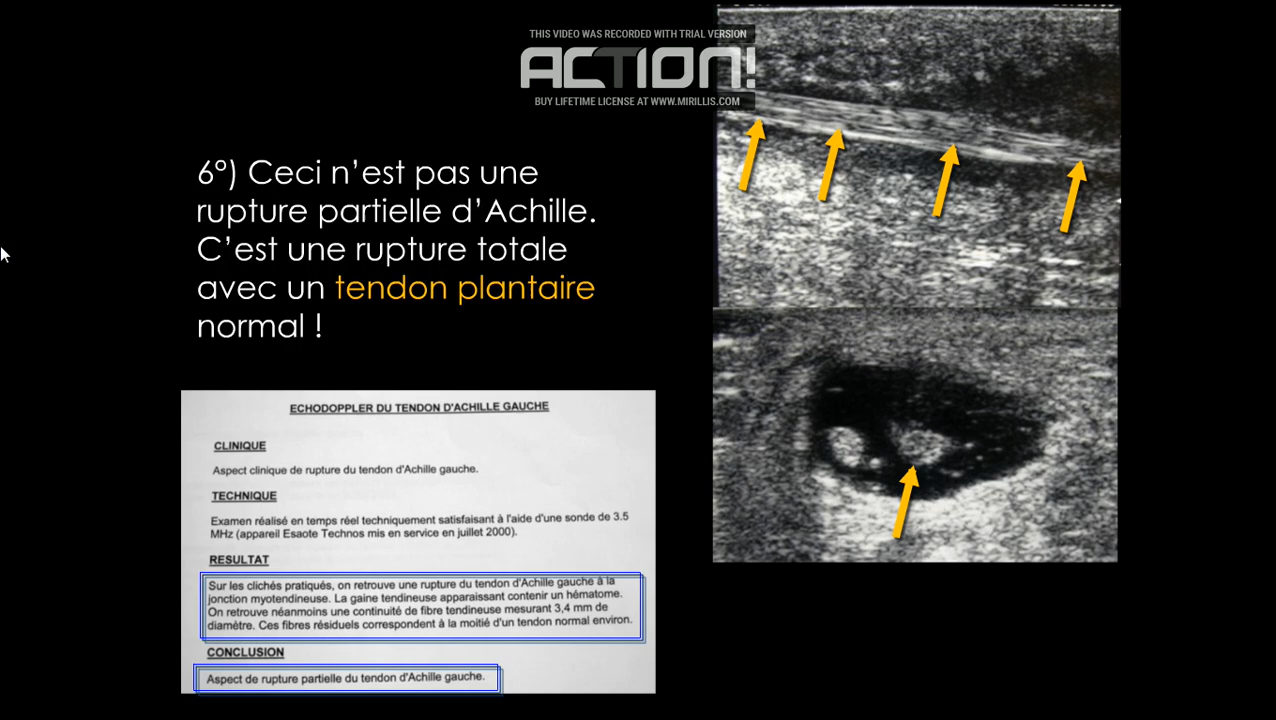 THIS VIDEO WAS RECORDED WITH TRIAL VERSION
ACTION!
BUY LIFETIME LICENSE AT WWW.MIRILLIS.COM
6°) Ceci n’est pas une
rupture partielle d’Achille.
C’est une rupture totale
avec un tendon plantaire
normal !
ECHODOPPLER DU TENDON D'ACHILLE GAUCHE
CLINIQUE
Aspect clinique de rupture du tendon d'Achille gauche.
TECHNIQUE
Examen réalisé en temps réel techniquement satisfaisant à l'aide d'une sonde de 3.5
MHz (appareil Esaote Technos mis en service en juillet 2000).
RESULTAT
Sur les clichés pratiqués, on retrouve une rupture du tendon d'Achille gauche à la
jonction myotendineuse. La gaine tendineuse apparaissant contenir un hématome.
On retrouve néanmoins une continuité de fibre tendineuse mesurant 3,4 mm de
diamètre. Ces fibres résiduels correspondent à la moitié d'un tendon normal environ.
CONCLUSION
Aspect de rupture partielle du tendon d'Achille gauche.